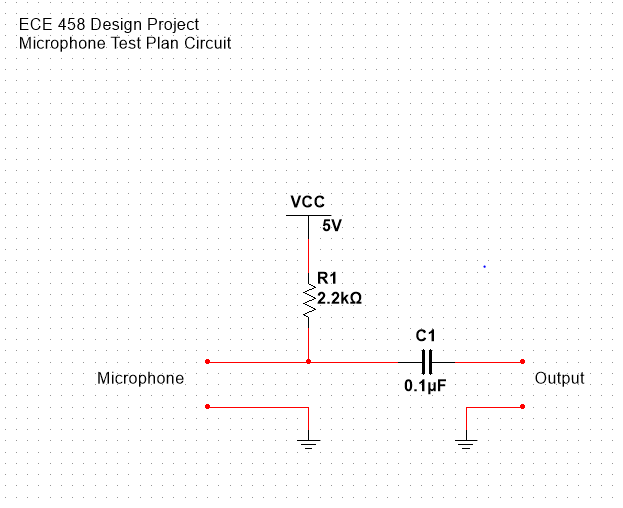 ECE 458 Design Project
Microphone Test Plan Circuit
VCC
5V
R1
2.2kΩ
C1
0.1µF
Microphone
Output